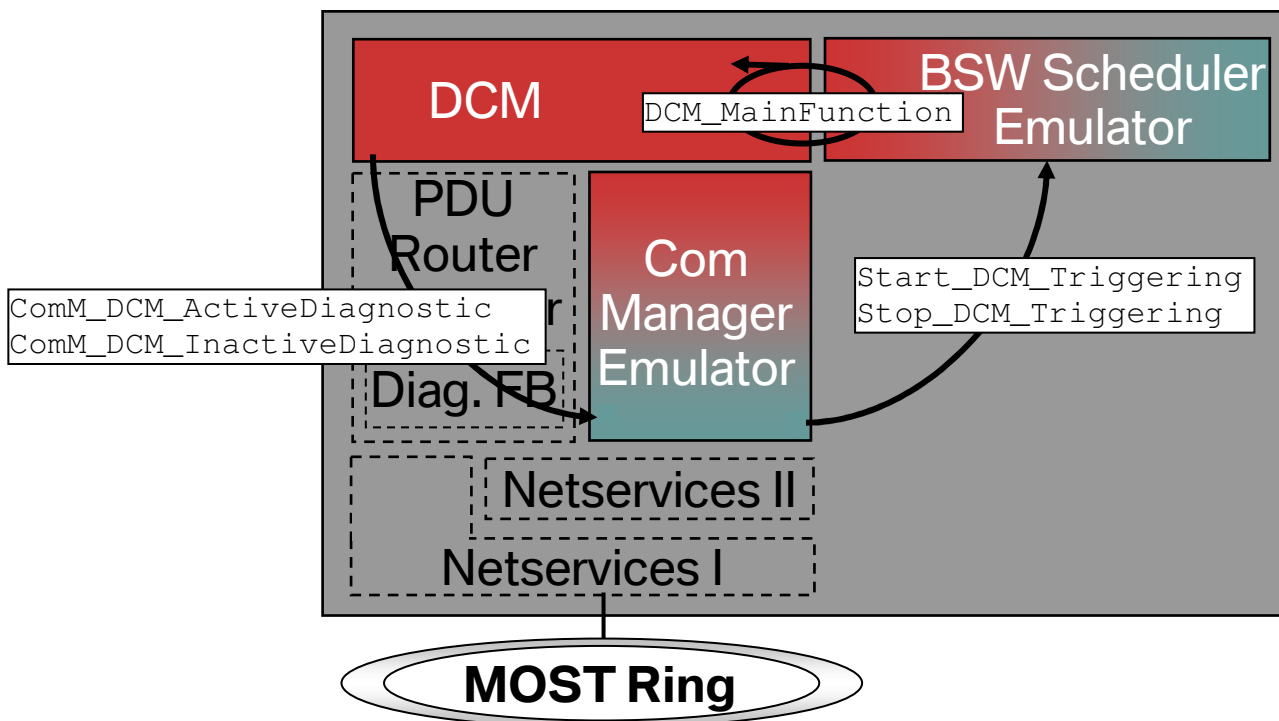 DCM
BSW Scheduler
Emulator
DCM_MainFunction
PDU
Router
r
Com
Manager
Emulator
Start_DCM_Triggering
Stop_DCM_Triggering
ComM_DCM_ActiveDiagnostic
ComM_DCM_InactiveDiagnostic
Diag. FB
Netservices II
Netservices I
MOST Ring